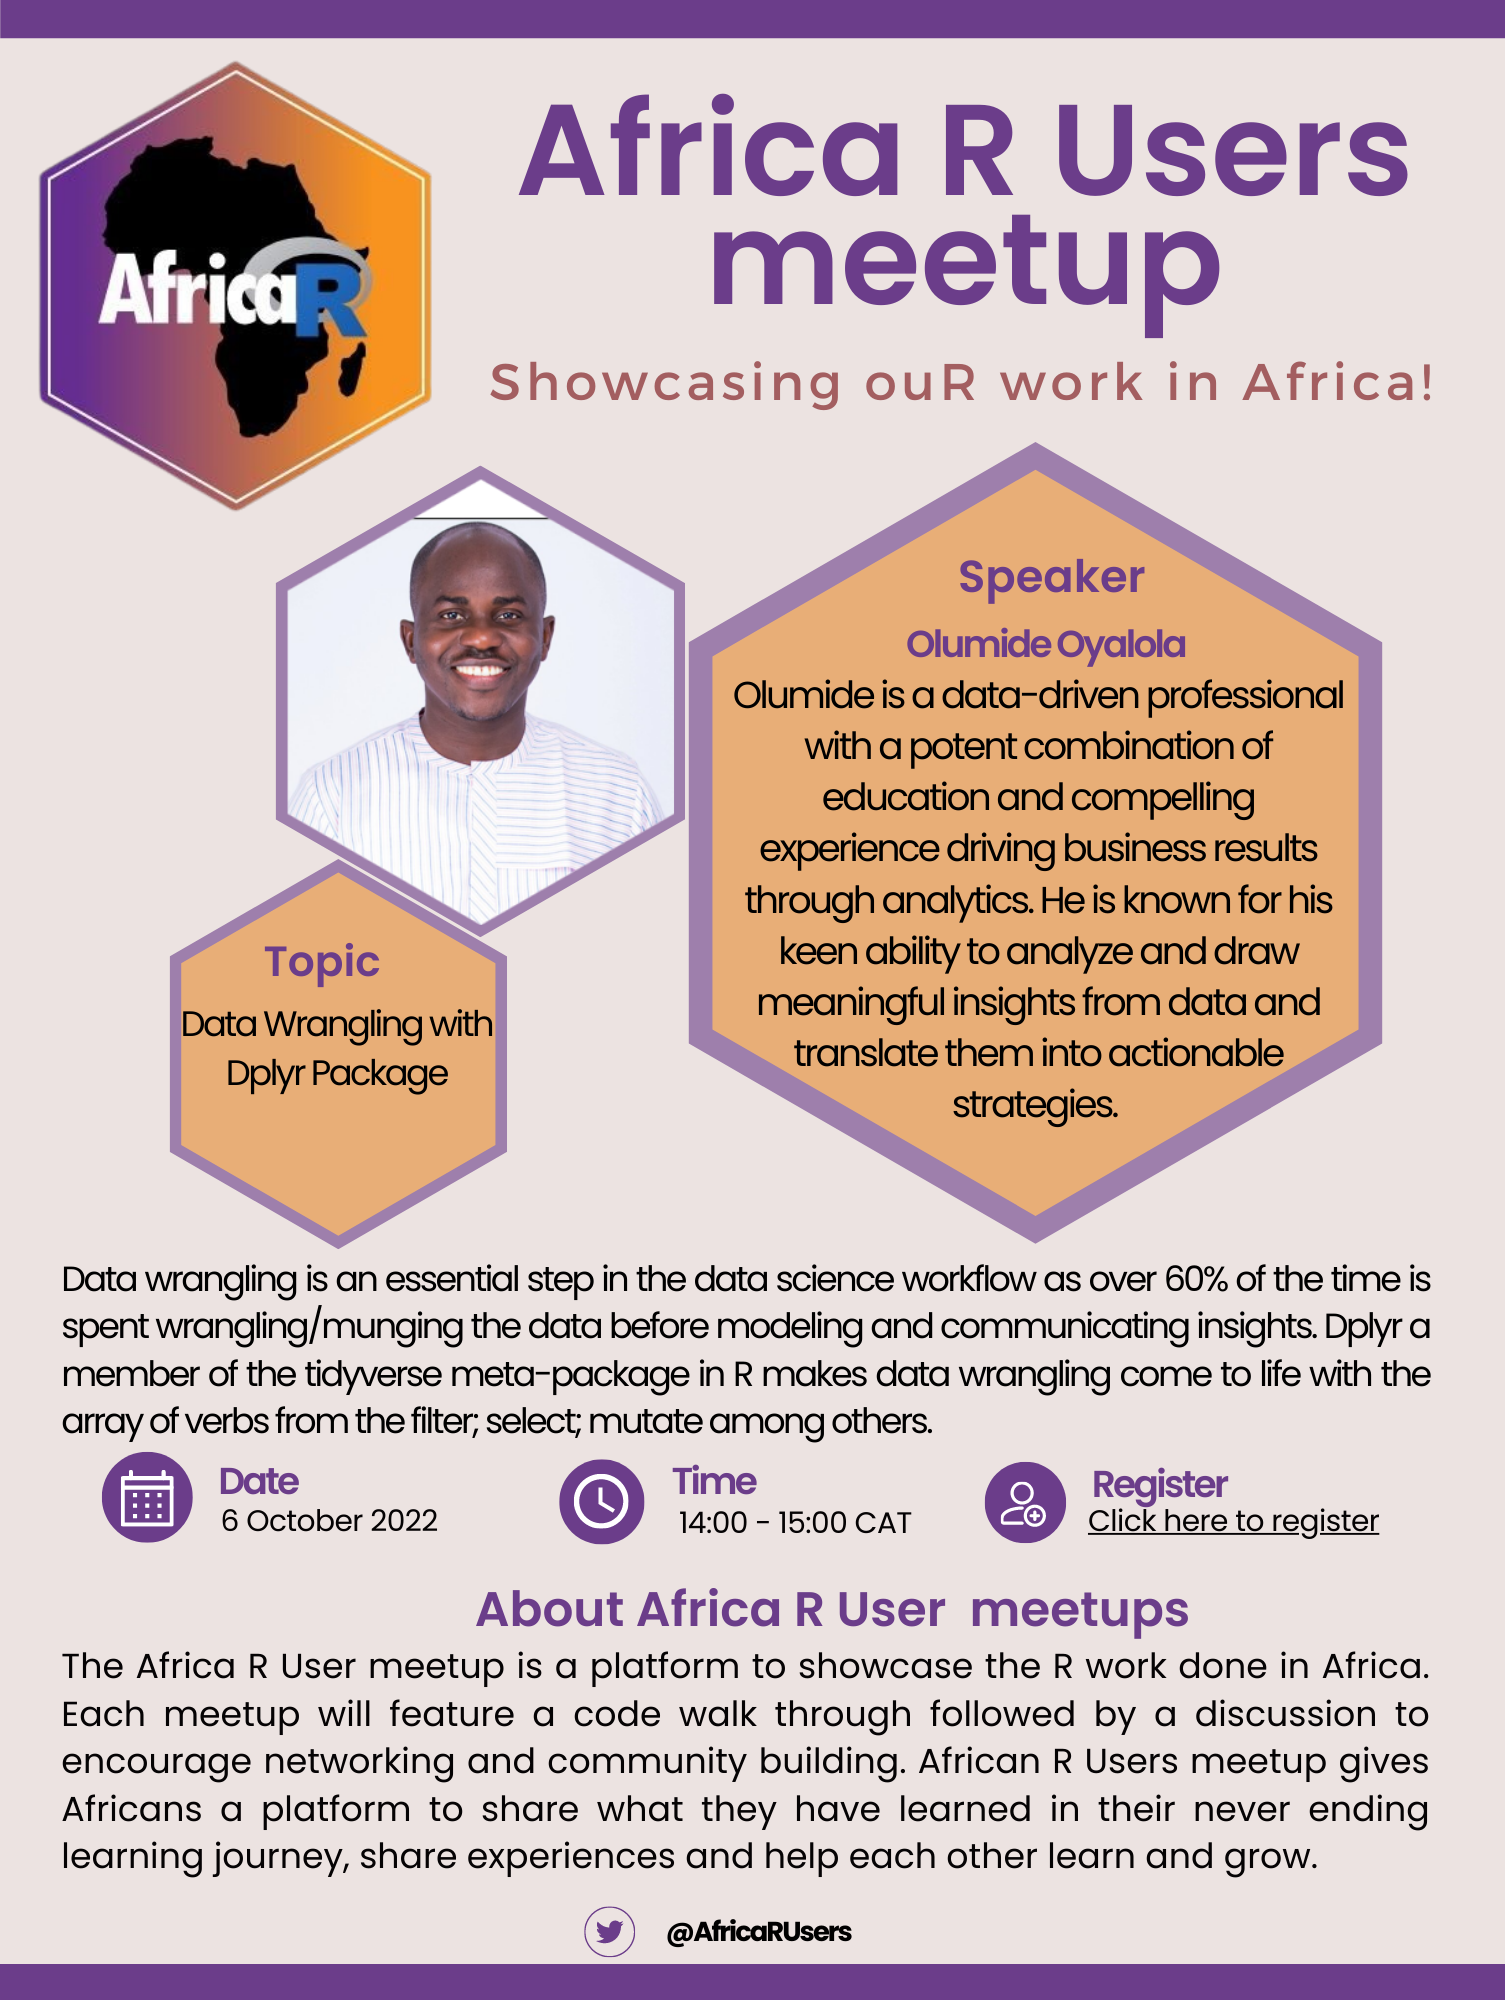 AfricaR
Africa R Users
meetup
Showcasing ouR work in Africa!
Speaker
Olumide Oyalola
Olumide is a data-driven professional
with a potent combination of
education and compelling
experience driving business results
through analytics. He is known for his
keen ability to analyze and draw
meaningful insights from data and
translate them into actionable
strategies.
Topic
Data Wrangling with
Dplyr Package
Data wrangling is an essential step in the data science workflow as over 60% of the time is
spent wrangling/munging the data before modeling and communicating insights. Dplyr a
member of the tidyverse meta-package in R makes data wrangling come to life with the
array of verbs from the filter; select; mutate among others.
Date
6 October 2022
Time
14:00 - 15:00 CAT
Register
Click here to register
About Africa R User meetups
The Africa R User meetup is a platform to showcase the R work done in Africa.
Each meetup will feature a code walk through followed by a discussion to
encourage networking and community building. African R Users meetup gives
Africans a platform to share what they have learned in their never ending
learning journey, share experiences and help each other learn and grow.
@AfricaRUsers